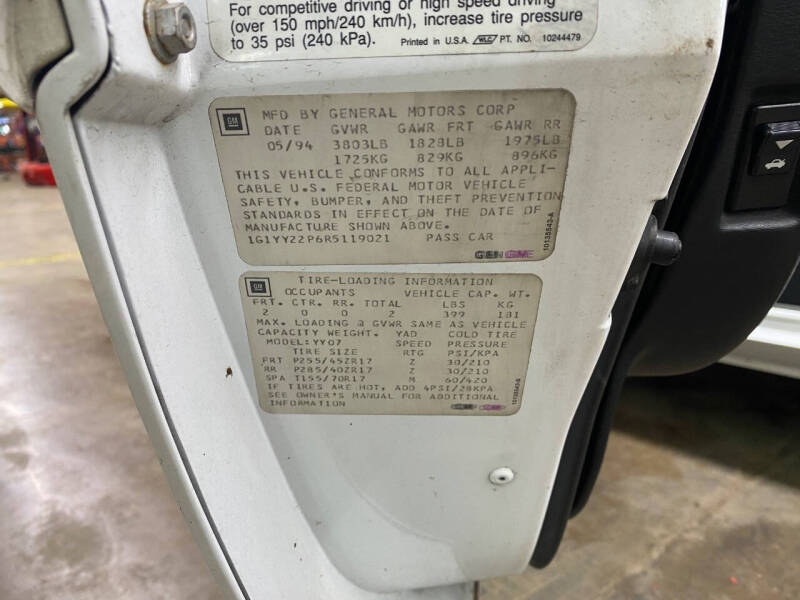 For competitive driving or high speed driving
(over 150 mph/240 km/h), increase tire pressure
to 35 psi (240 kPa). Printed in U.S.A. WLC PT. NO. 10244479
GM
MFD BY GENERAL MOTORS CORP
DATE GVWR GAWR FRT GAWR RR
05/94 3803LB 1828LB 1975LB
1725KG 829KG 896KG
THIS VEHICLE CONFORMS TO ALL APPLI-
CABLE U.S. FEDERAL MOTOR VEHICLE
SAFETY, BUMPER, AND THEFT PREVENTION
STANDARDS IN EFFECT ON THE DATE OF
MANUFACTURE SHOWN ABOVE.
1G1YY22P6R5119021 PASS CAR
GEN GM
GM
TIRE-LOADING INFORMATION
OCCUPANTS VEHICLE CAP. WT.
FRT. CTR. RR. TOTAL LBS KG
2 0 0 2 399 181
MAX. LOADING @ GVWR SAME AS VEHICLE
CAPACITY WEIGHT. YAD COLD TIRE
MODEL: YY07 SPEED PRESSURE
TIRE SIZE RTG PSI/KPA
FRT P255/45ZR17 Z 30/210
RR P285/40ZR17 Z 30/210
SPA T155/70R17 M 60/420
IF TIRES ARE HOT, ADD 4PSI/28KPA
SEE OWNER'S MANUAL FOR ADDITIONAL
INFORMATION